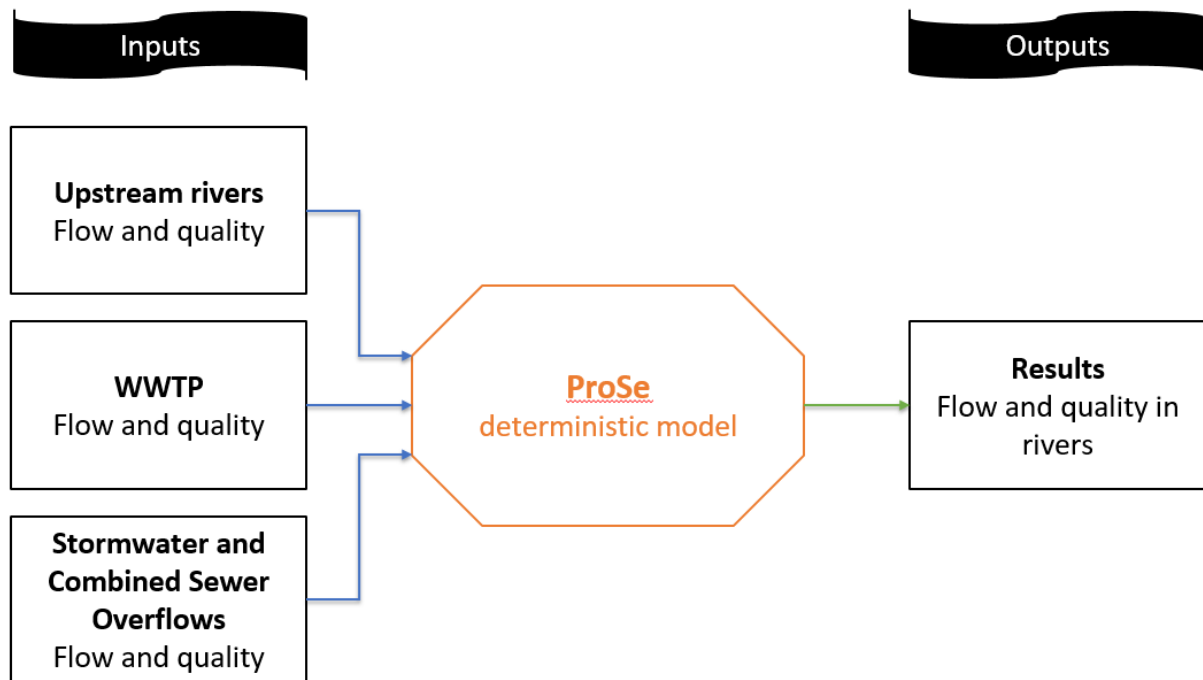 Inputs
Outputs
Upstream rivers
Flow and quality
WWTP
Flow and quality
Stormwater and
Combined Sewer
Overflows
Flow and quality
ProSe
deterministic model
Results
Flow and quality in
rivers